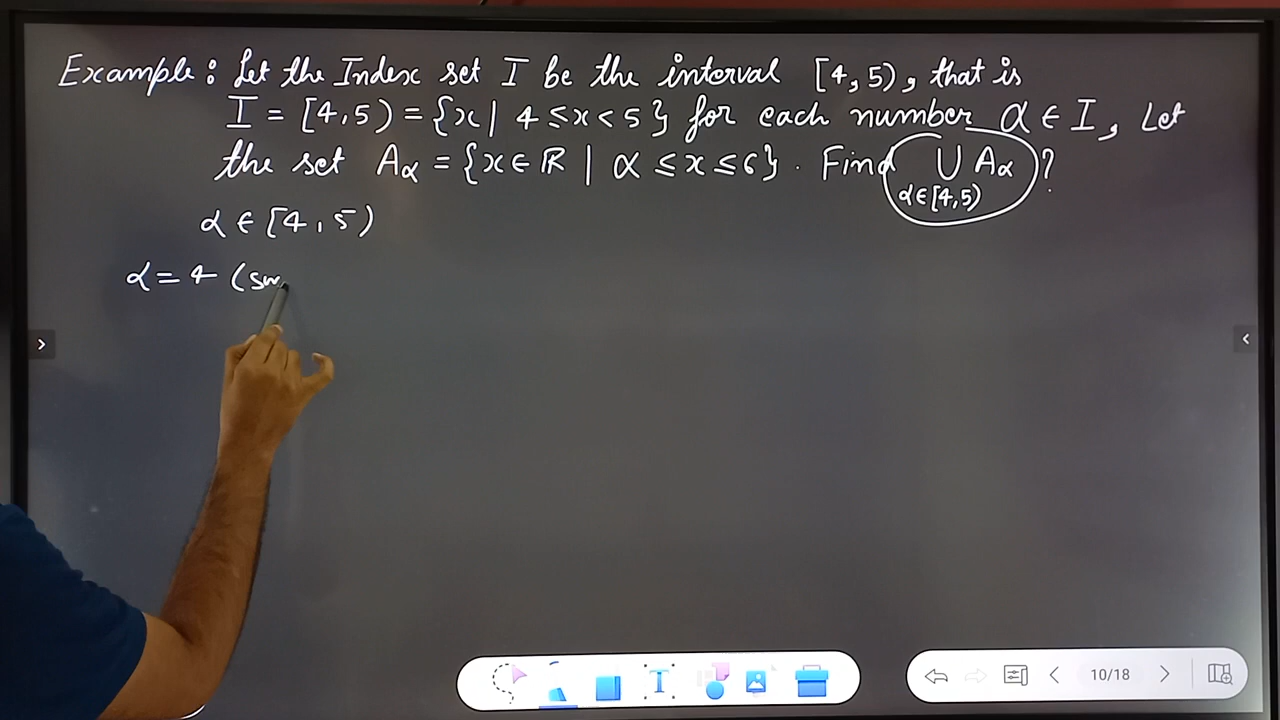 Example: Let the Index set I be the interval [4,5), that is
I = [4,5) = {x | 4 ≤ x < 5} for each number α ∈ I, Let
the set Aα = {x ∈ ℝ | α ≤ x ≤ 6}. Find ∪ Aα ?
α∈[4,5)
α ∈ [4, 5)
α = 4 (sm
10/18